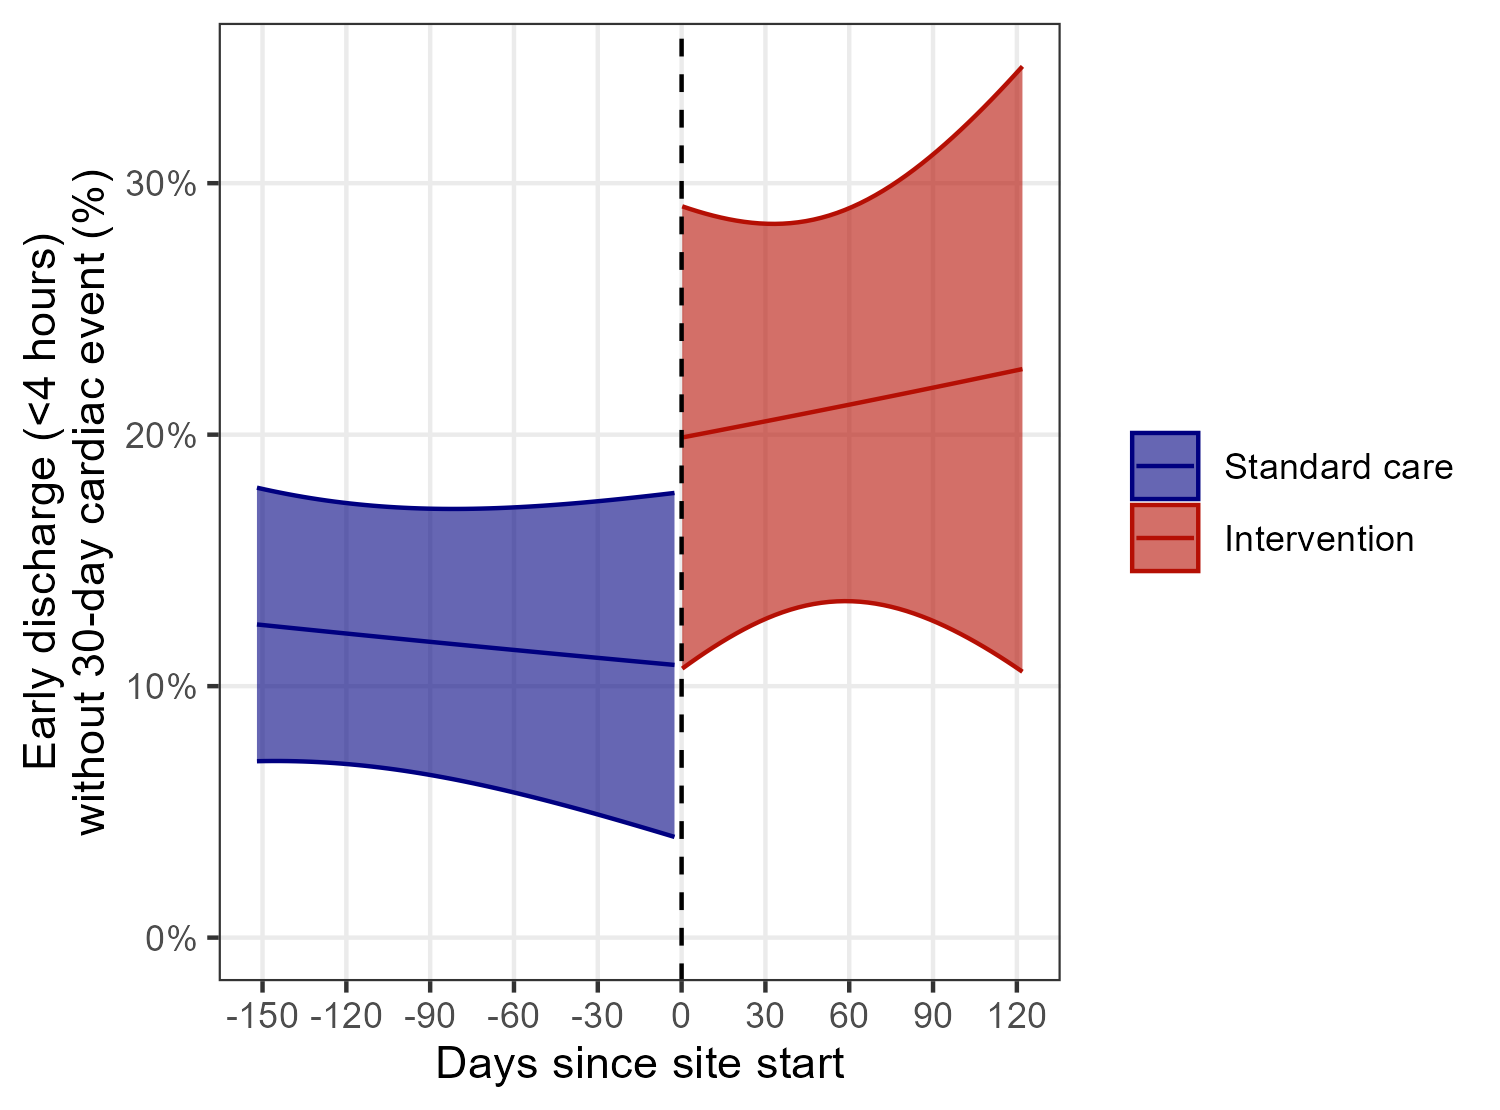 Early discharge (<4 hours)
without 30-day cardiac event (%)
30%
20%
10%
0%
-150 -120 -90 -60 -30 0 30 60 90 120
Days since site start
Standard care
Intervention